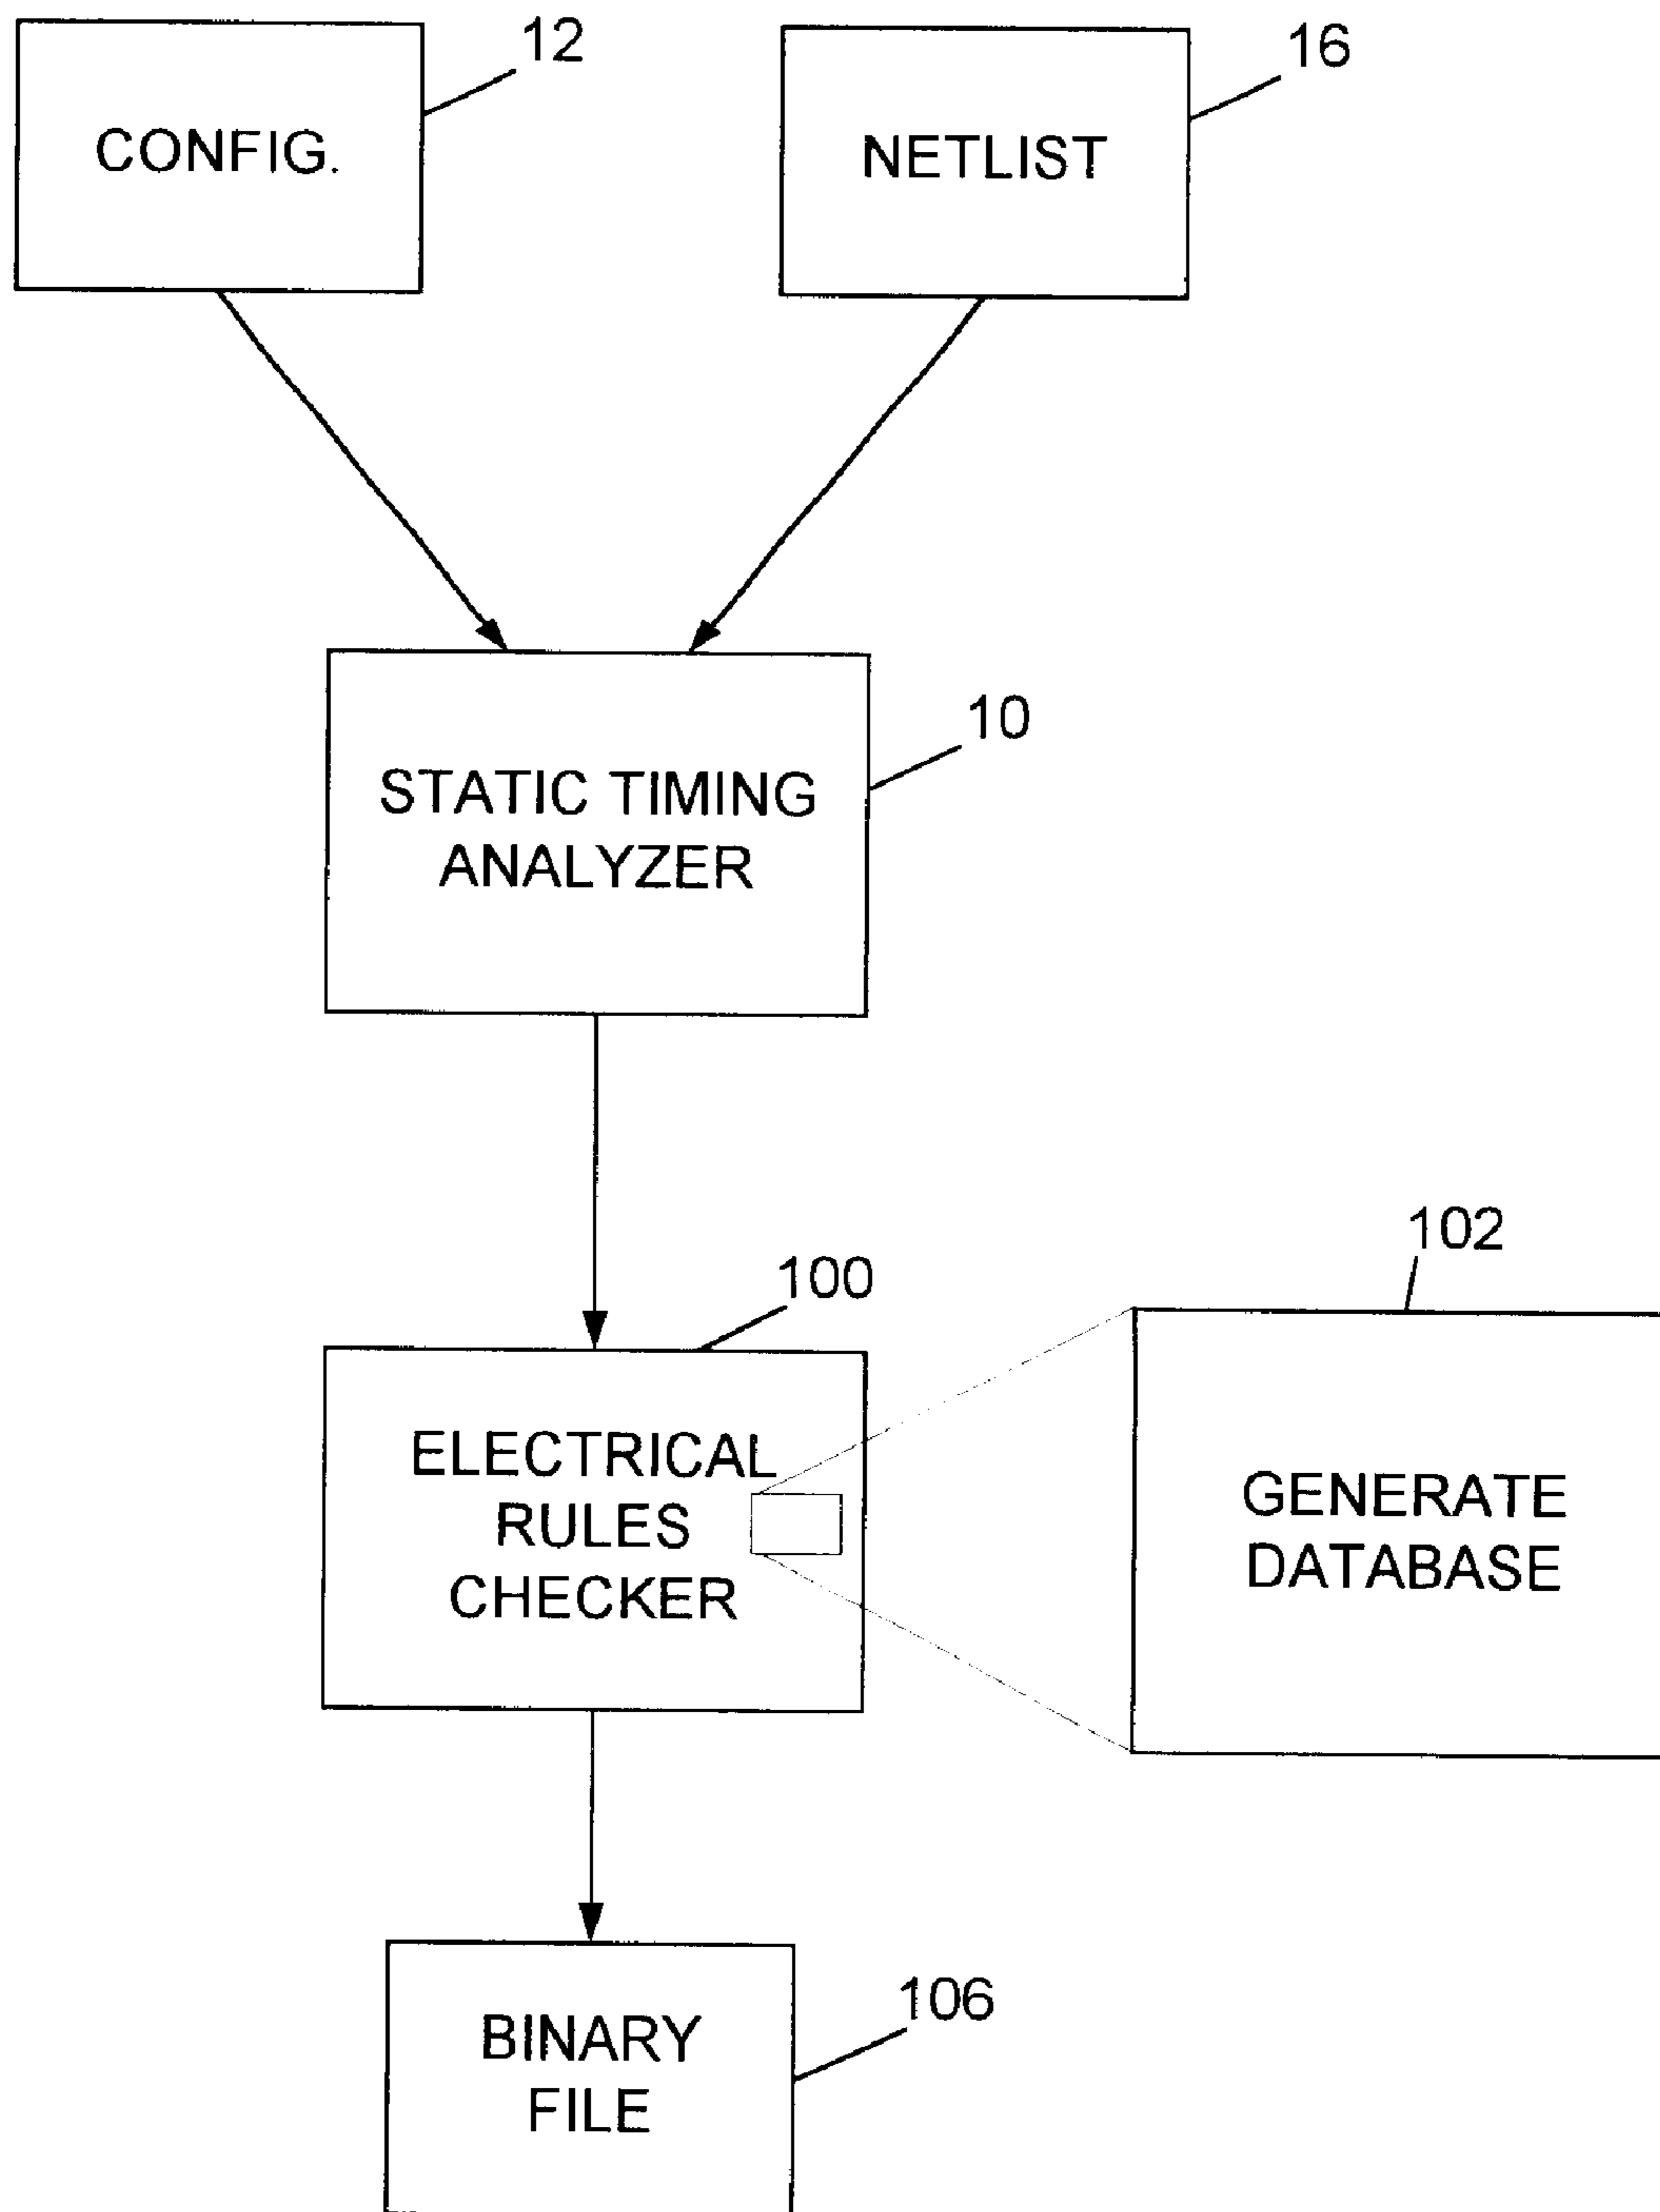 12
16
CONFIG.
NETLIST
10
STATIC TIMING
ANALYZER
102
100
ELECTRICAL
RULES
CHECKER
GENERATE
DATABASE
106
BINARY
FILE